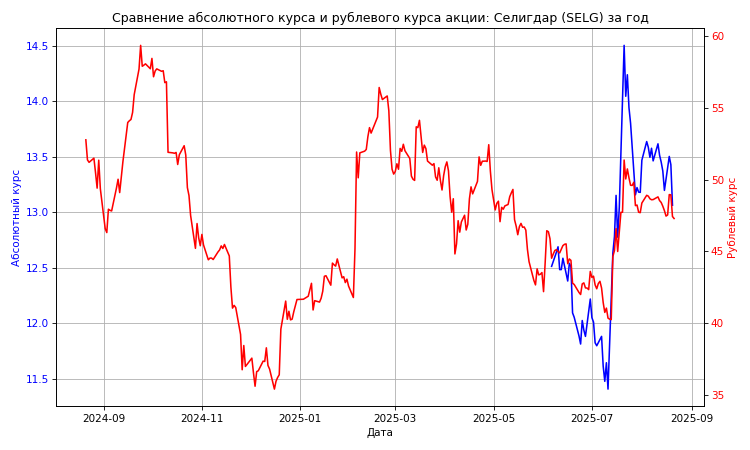 Сравнение абсолютного курса и рублевого курса акции: Селигдар (SELG) за год
Абсолютный курс
14.5
14.0
13.5
13.0
12.5
12.0
11.5
60
55
50
45
40
35
Рублевый курс
2024-09 2024-11 2025-01 2025-03 2025-05 2025-07 2025-09
Дата